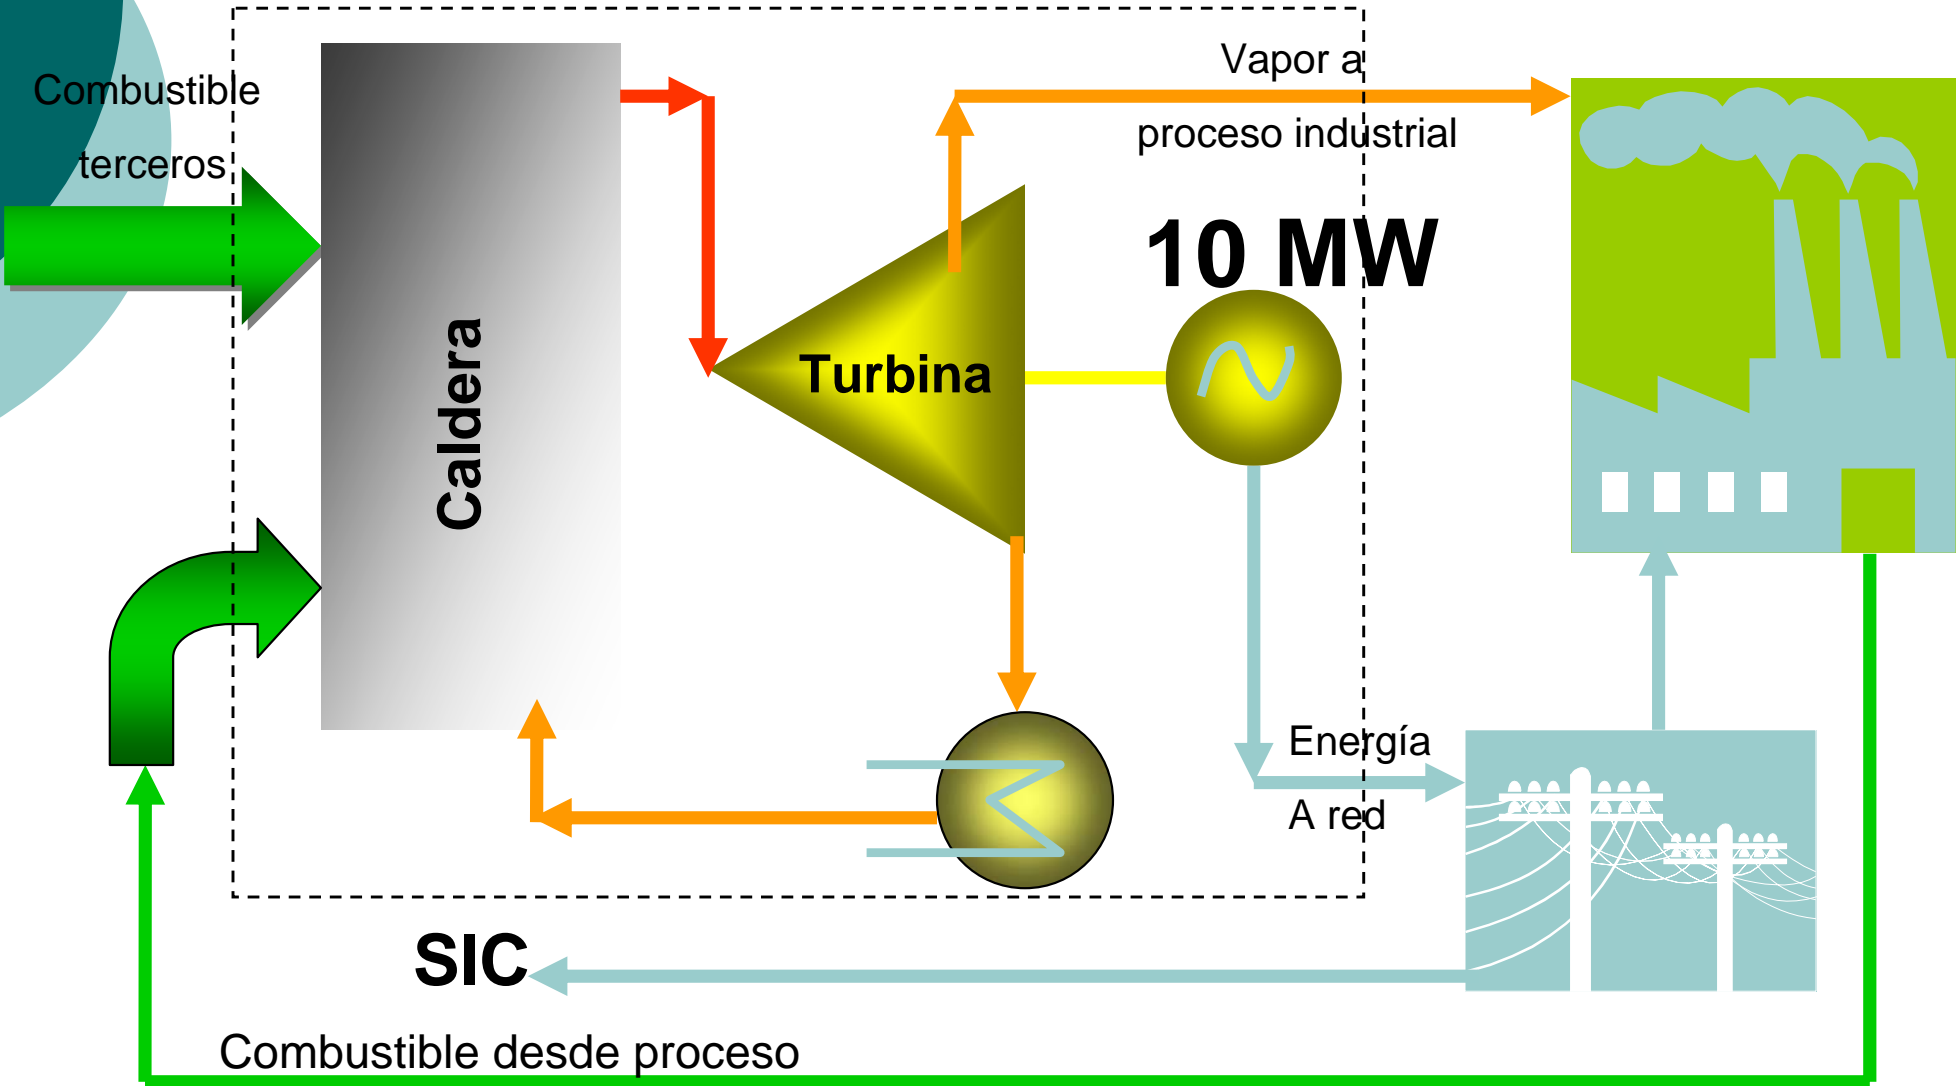 Combustible
terceros
Vapor a
proceso industrial
10 MW
Caldera
Turbina
Energía
A red
SIC
Combustible desde proceso